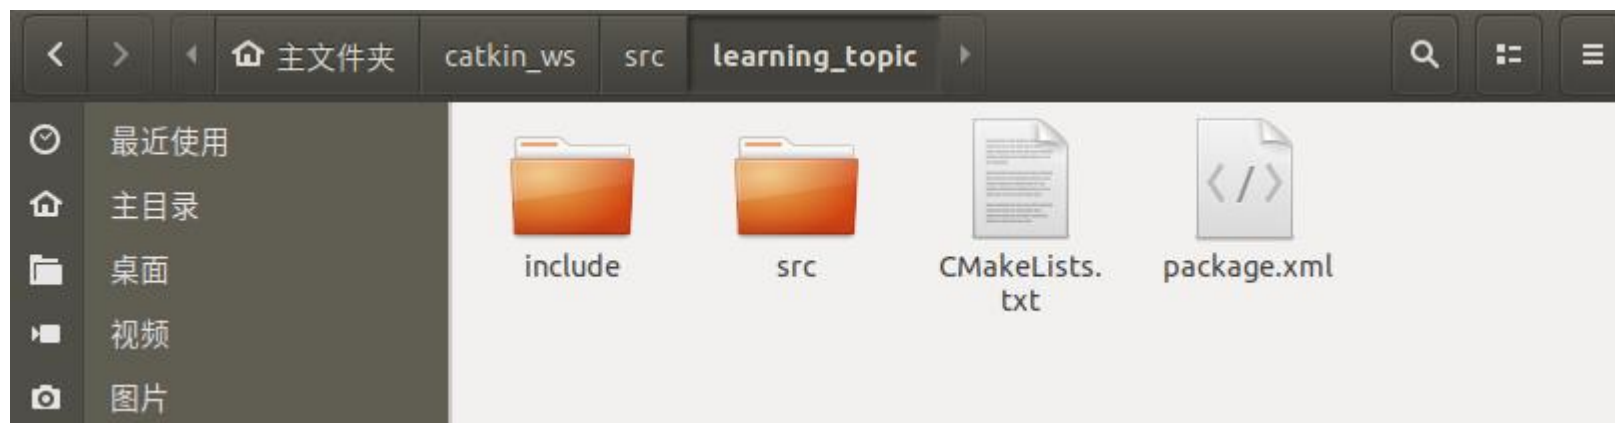 主文件夹 catkin_ws src learning_topic
最近使用
主目录
桌面
视频
图片
include
src
CMakeLists.
txt
package.xml